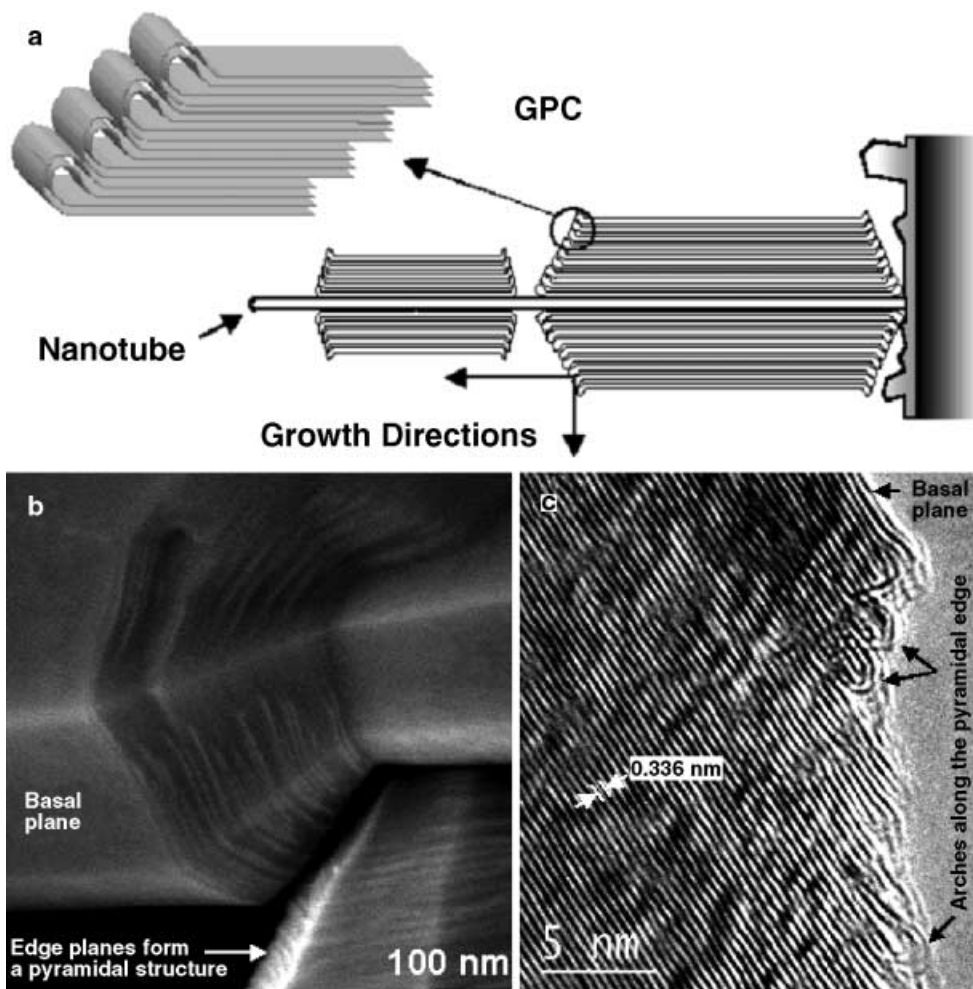 a
GPC
Nanotube
Growth Directions
b
Basal
plane
Edge planes form
a pyramidal structure
100 nm
C
Basal
plane
Arches along the pyramidal edge
0.336 nm
5 nm